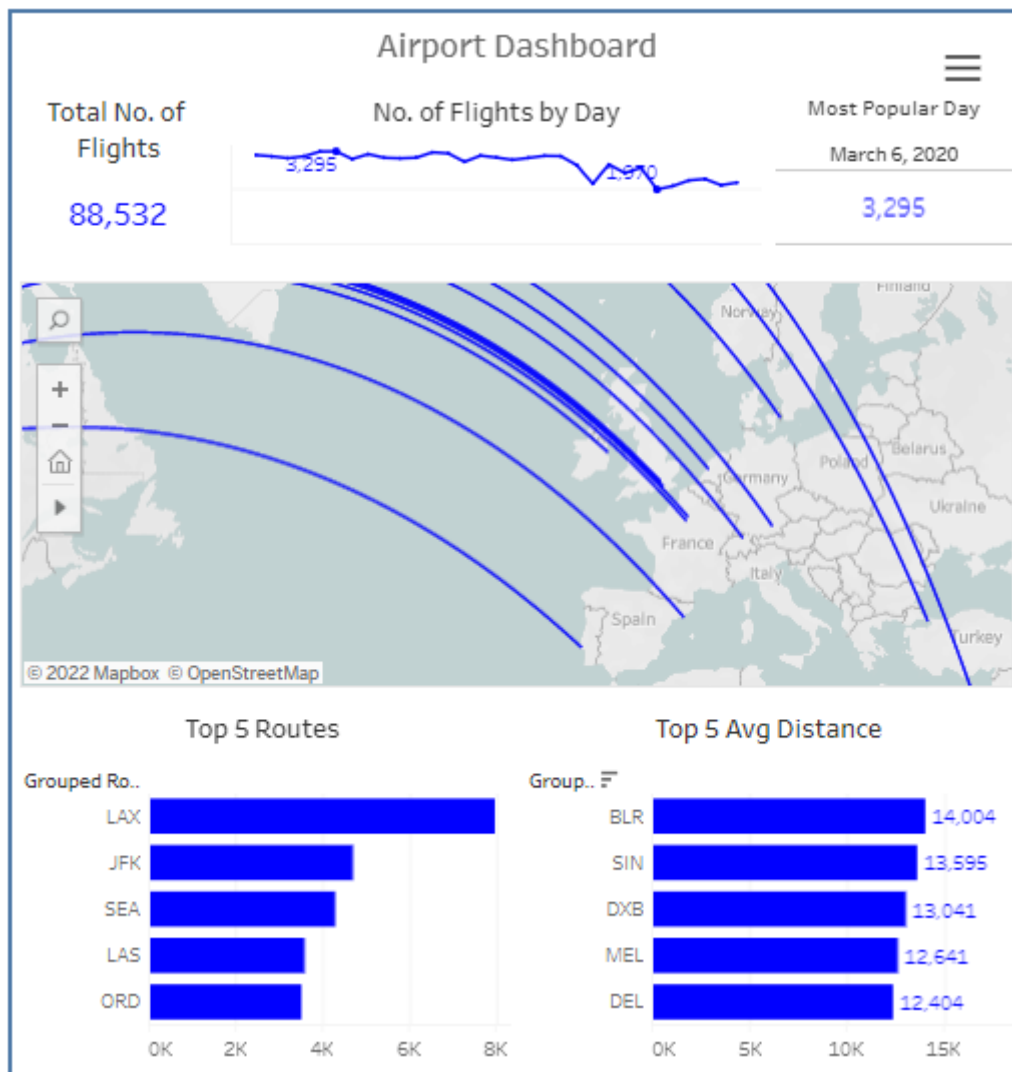 Airport Dashboard
Total No. of
Flights
88,532
No. of Flights by Day
3,295
1,970
Most Popular Day
March 6, 2020
3,295
Finland
Norway
Belarus
Poland
Germany
Ukraine
France
Italy
Spain
Turkey
© 2022 Mapbox © OpenStreetMap
Top 5 Routes
Grouped Ro..
LAX
JFK
SEA
LAS
ORD
0K 2K 4K 6K 8K
Top 5 Avg Distance
Group..
BLR 14,004
SIN 13,595
DXB 13,041
MEL 12,641
DEL 12,404
0K 5K 10K 15K